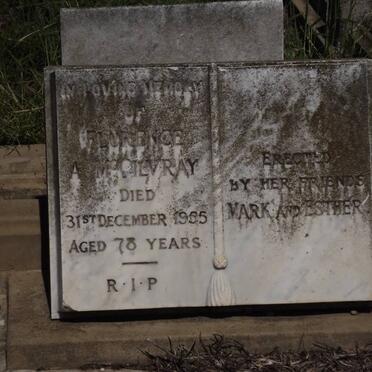 IN LOVING MEMORY
OF
FLORENCE
A. McGILVRAY
DIED
31ST DECEMBER 1965
AGED 78 YEARS
R·I·P
ERECTED
BY HER FRIENDS
MARK AND ESTHER